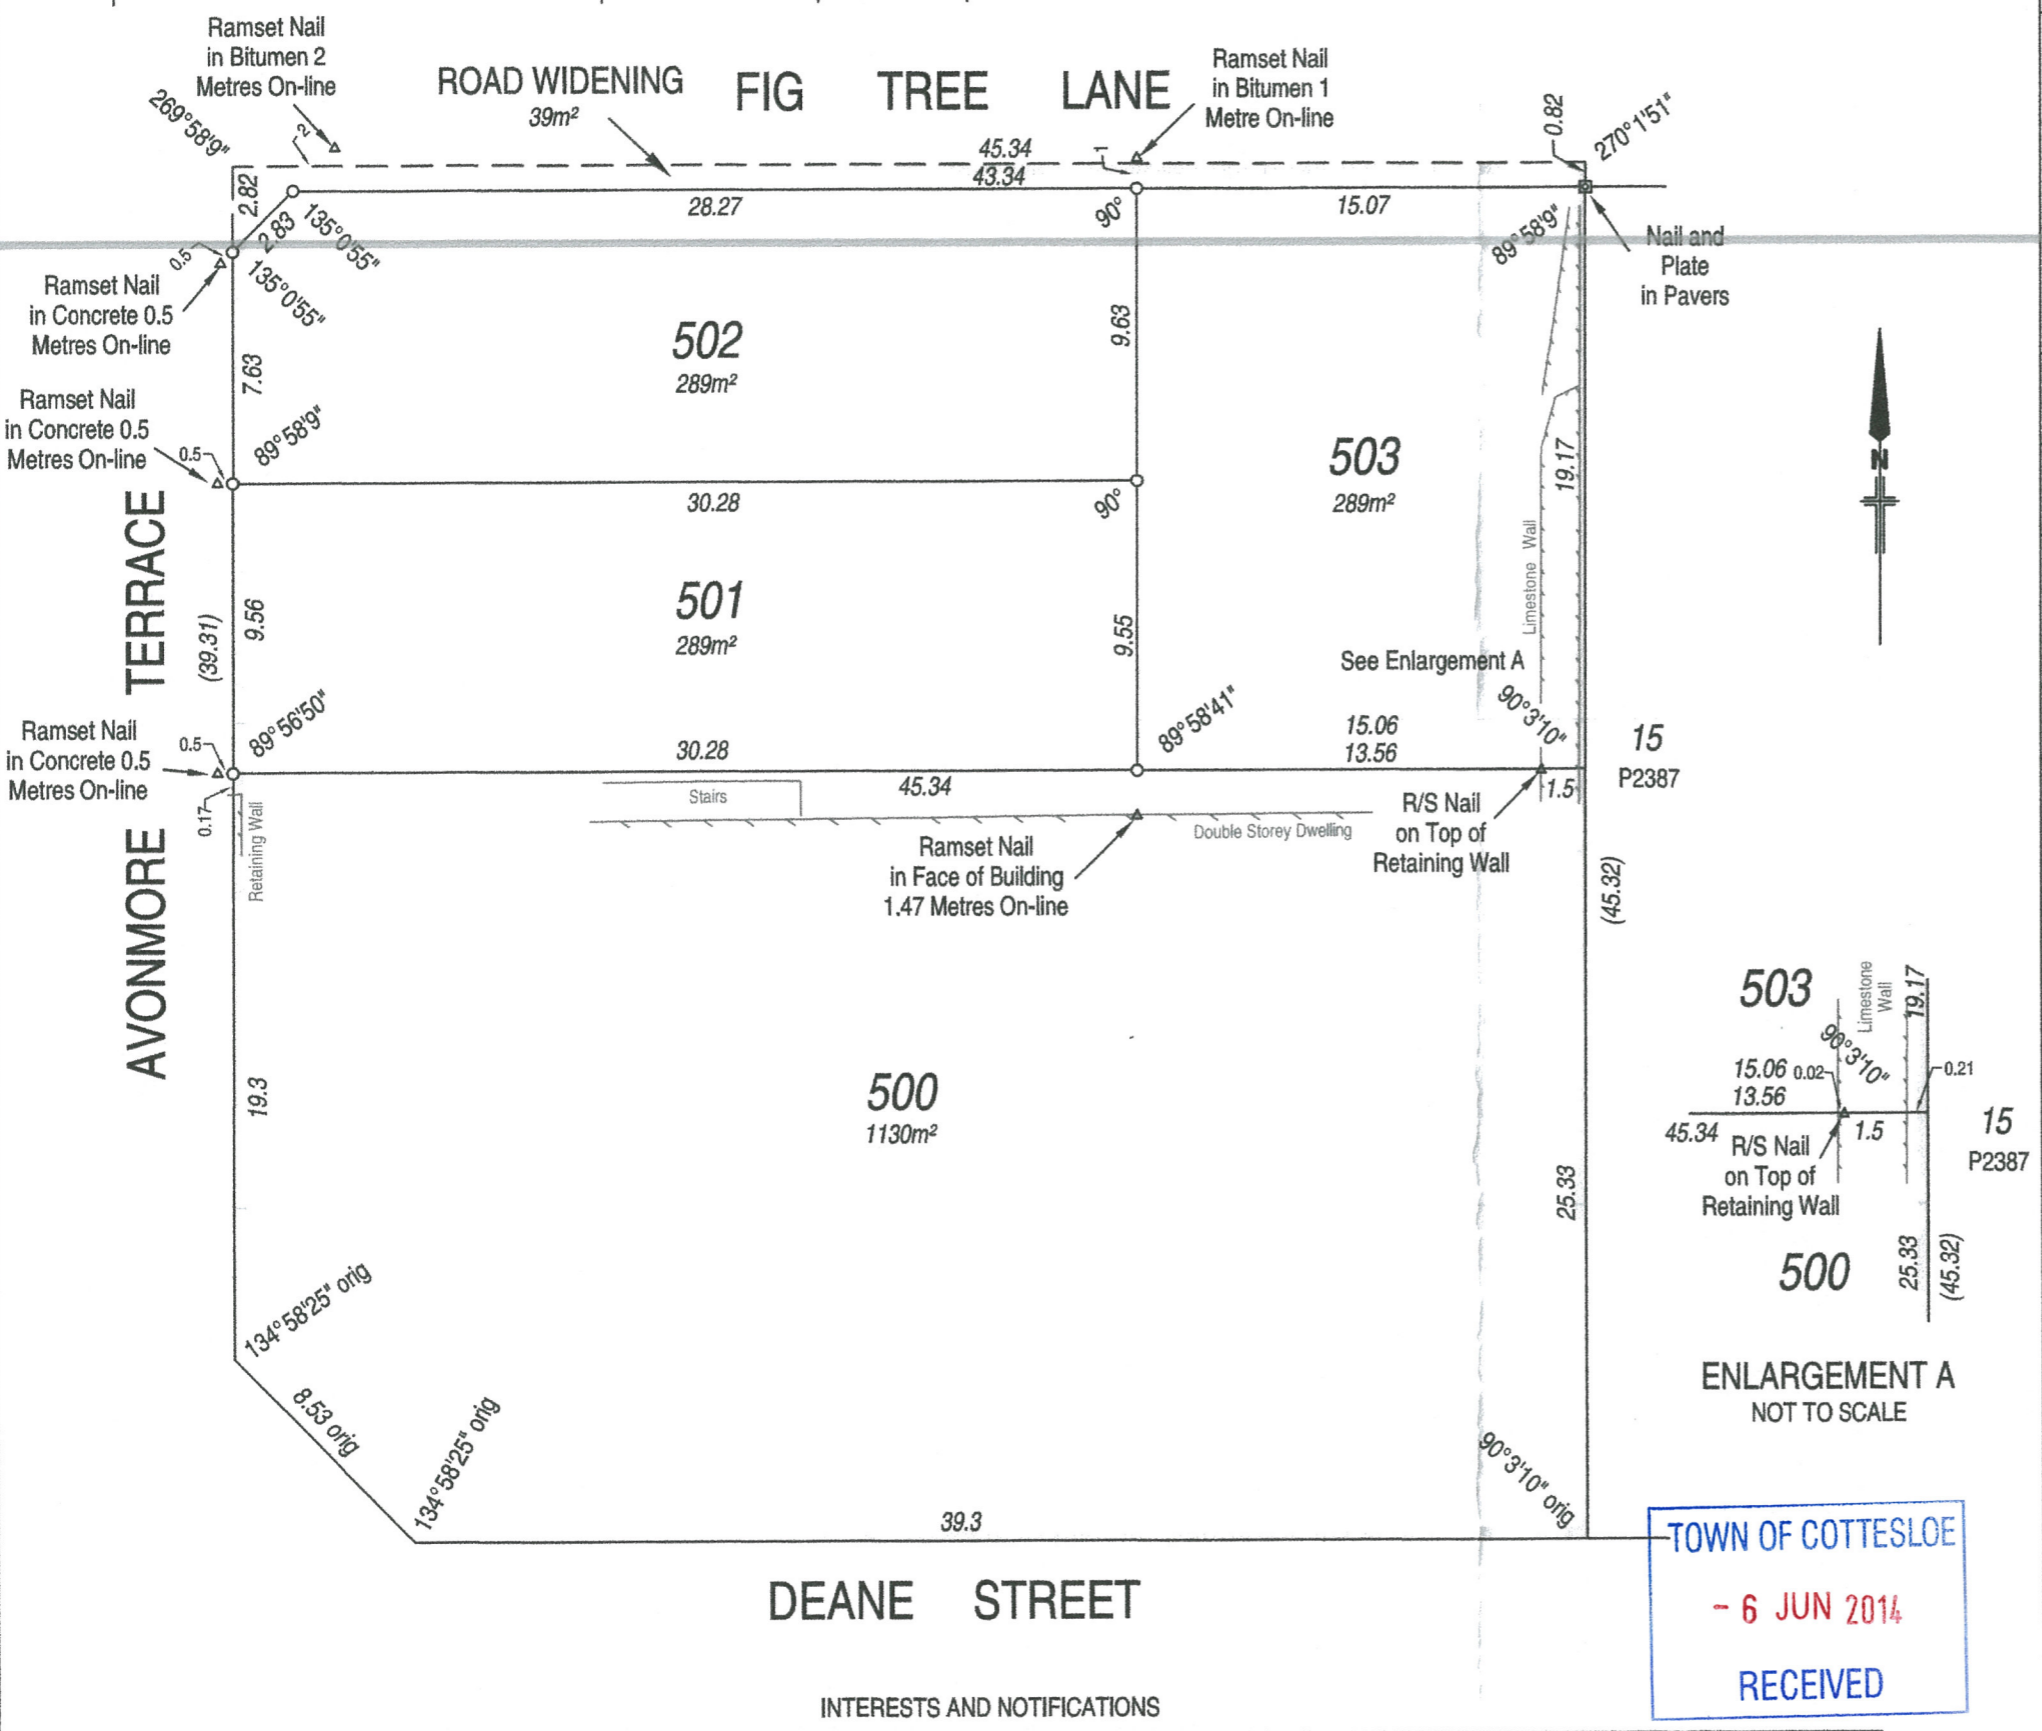 Ramset Nail
in Bitumen 2
Metres On-line
269°58'9"
2
ROAD WIDENING
39m²
FIG TREE LANE
Ramset Nail
in Bitumen 1
Metre On-line
1
0.82
270°1'51"
45.34
43.34
2.82
2.83
135°0'55"
28.27
90°
15.07
89°58'9"
Nail and
Plate
in Pavers
0.5
135°0'55"
Ramset Nail
in Concrete 0.5
Metres On-line
7.63
502
289m²
9.63
Ramset Nail
in Concrete 0.5
Metres On-line
0.5
89°58'9"
30.28
90°
503
289m²
19.17
Limestone Wall
N
AVONMORE TERRACE
(39.31)
9.56
501
289m²
9.55
See Enlargement A
90°3'10"
89°56'50"
89°58'41"
Ramset Nail
in Concrete 0.5
Metres On-line
0.5
30.28
15.06
13.56
15
P2387
45.34
1.5
Stairs
0.17
Retaining Wall
Double Storey Dwelling
Ramset Nail
in Face of Building
1.47 Metres On-line
R/S Nail
on Top of
Retaining Wall
(45.32)
19.3
500
1130m²
25.33
503
Limestone
Wall
19.17
90°3'10"
15.06
0.02
0.21
13.56
45.34
1.5
15
P2387
R/S Nail
on Top of
Retaining Wall
500
25.33
(45.32)
ENLARGEMENT A
NOT TO SCALE
134°58'25" orig
8.53 orig
134°58'25" orig
90°3'10" orig
39.3
DEANE STREET
TOWN OF COTTESLOE
- 6 JUN 2014
RECEIVED
INTERESTS AND NOTIFICATIONS